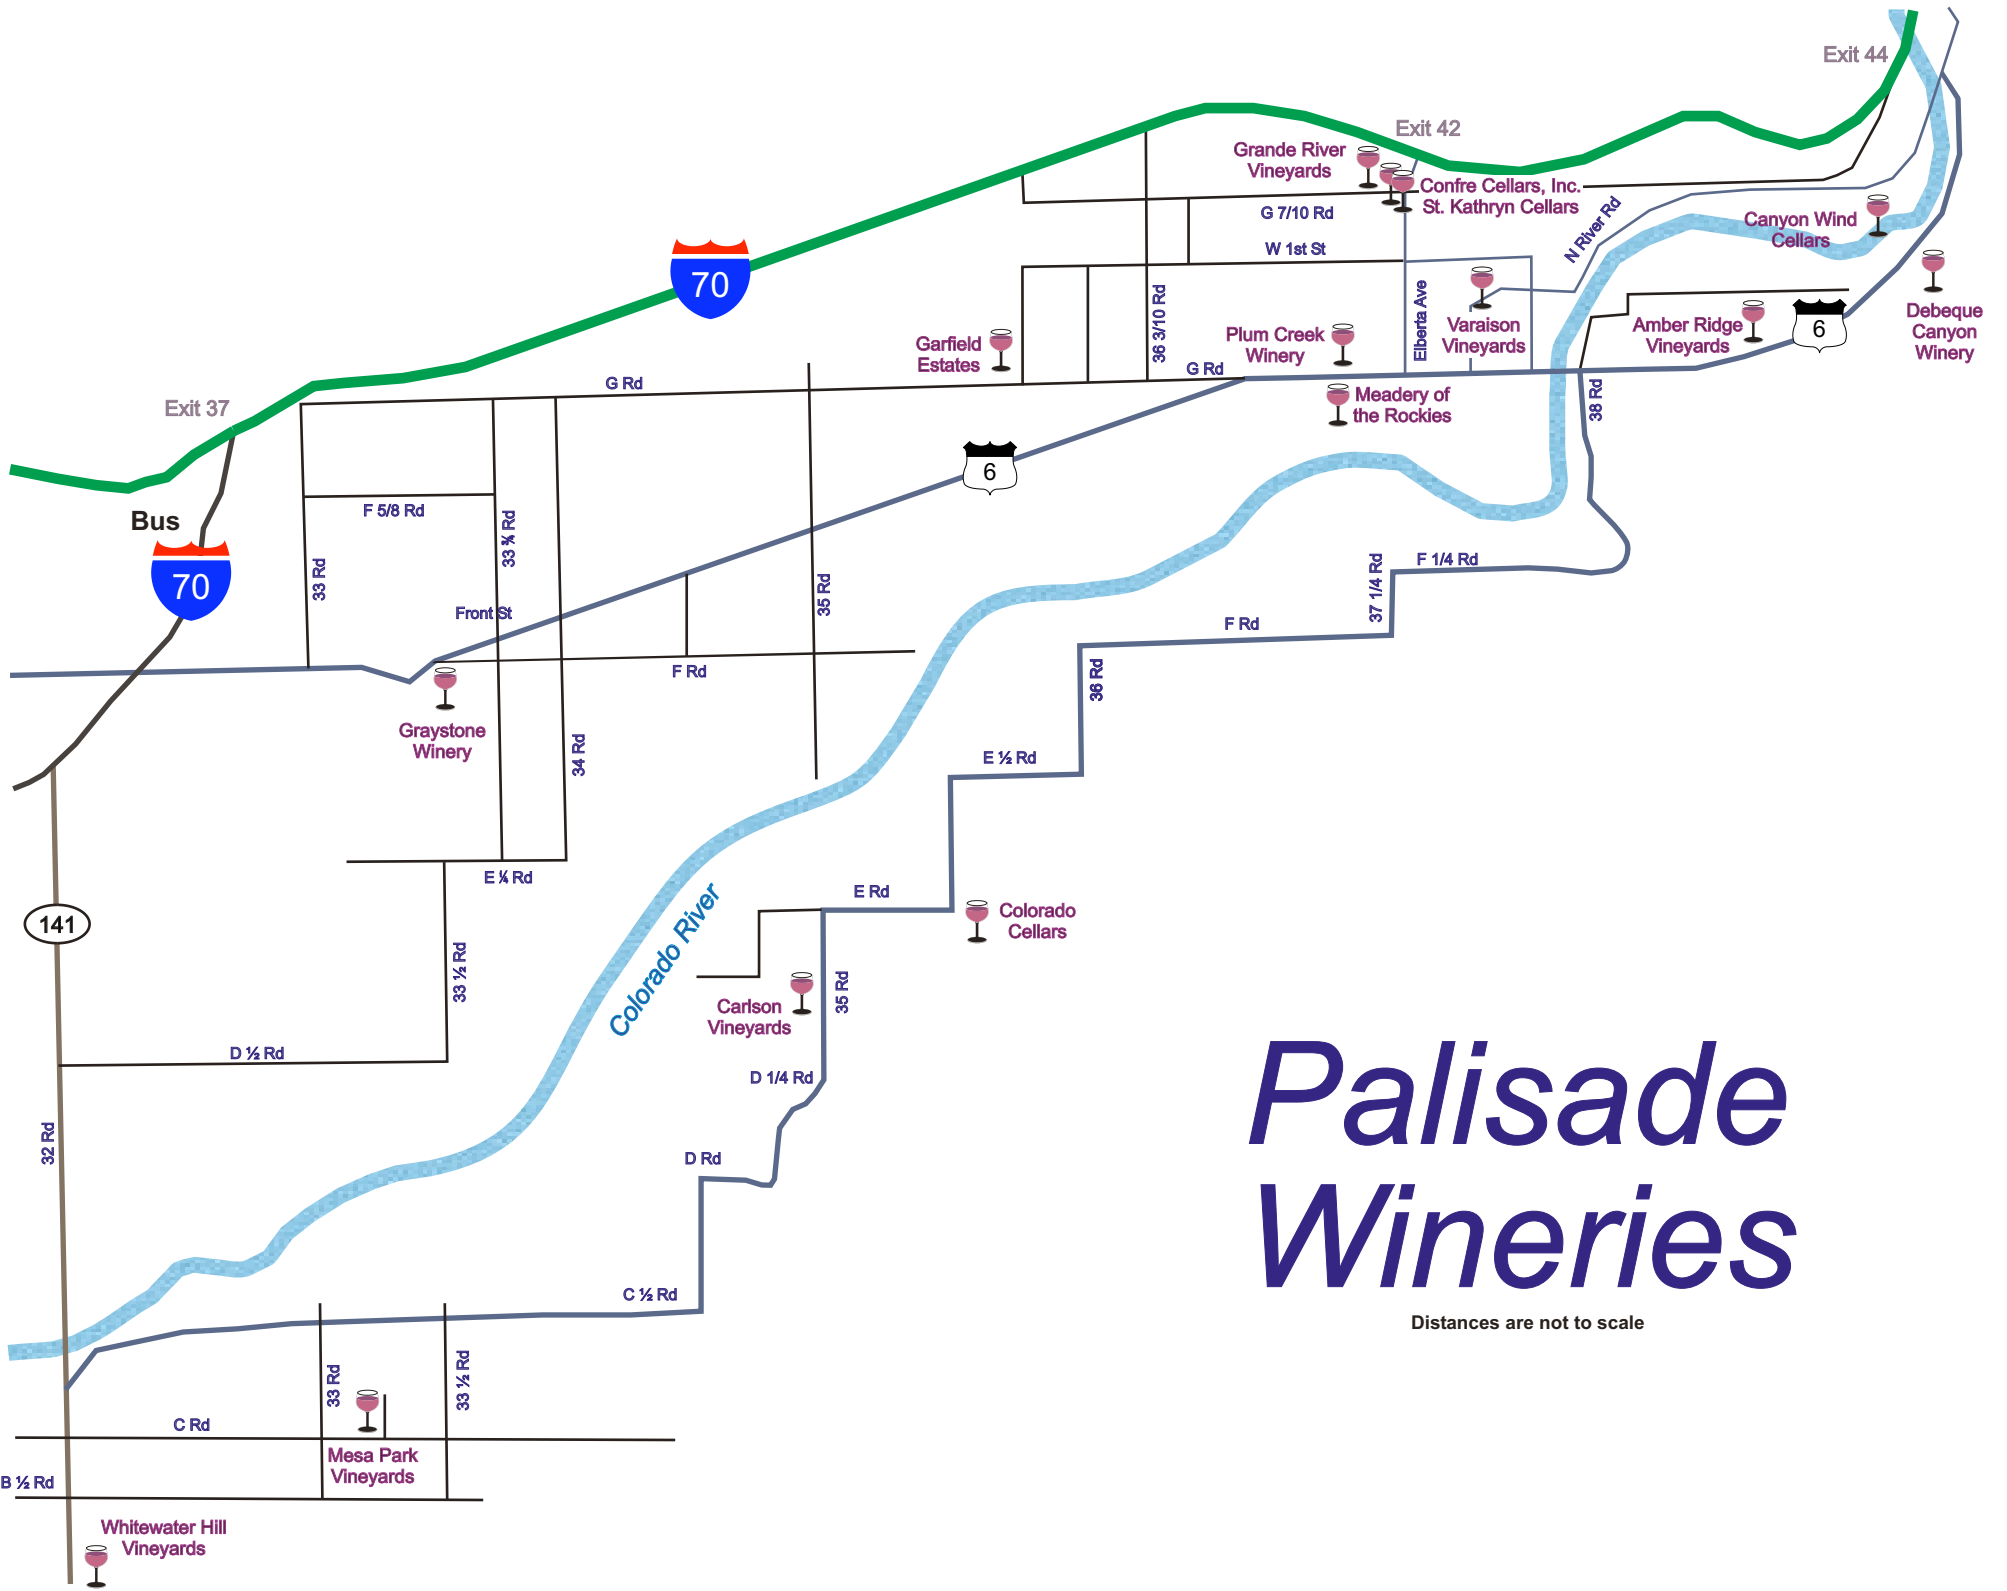 Exit 44
Exit 42
Grande River
Vineyards
Confre Cellars, Inc.
St. Kathryn Cellars
G 7/10 Rd
N River Rd
Canyon Wind
Cellars
W 1st St
70
36 3/10 Rd
Elberta Ave
Debeque
Canyon
Winery
Varaison
Vineyards
Amber Ridge
Vineyards
6
Plum Creek
Winery
Garfield
Estates
G Rd
G Rd
Exit 37
Meadery of
the Rockies
38 Rd
6
F 5/8 Rd
Bus
70
33 Rd
33 ¾ Rd
35 Rd
Front St
F 1/4 Rd
37 1/4 Rd
F Rd
F Rd
36 Rd
Graystone
Winery
34 Rd
E ½ Rd
E ¼ Rd
E Rd
141
Colorado
Cellars
Colorado River
33 ½ Rd
35 Rd
Carlson
Vineyards
D ½ Rd
D 1/4 Rd
32 Rd
D Rd
Palisade
Wineries
Distances are not to scale
C ½ Rd
33 Rd
33 ½ Rd
C Rd
Mesa Park
Vineyards
B ½ Rd
Whitewater Hill
Vineyards